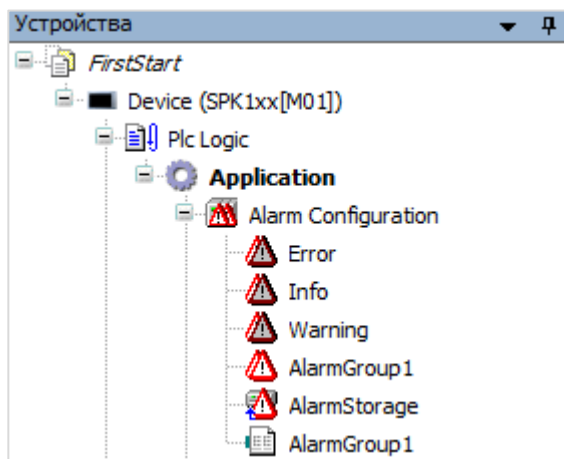 Устройства
FirstStart
Device (SPK1xx[M01])
Plc Logic
Application
Alarm Configuration
Error
Info
Warning
AlarmGroup1
AlarmStorage
AlarmGroup1